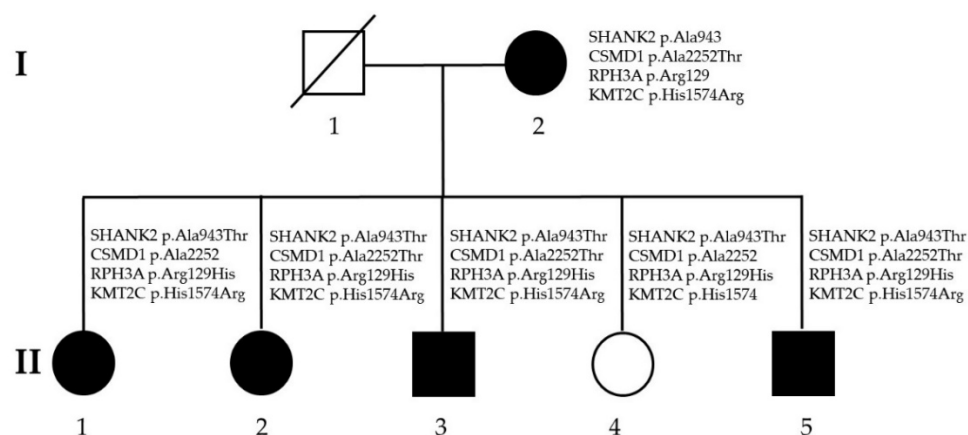 I
SHANK2 p.Ala943
CSMD1 p.Ala2252Thr
RPH3A p.Arg129
KMT2C p.His1574Arg
1
2
SHANK2 p.Ala943Thr
CSMD1 p.Ala2252
RPH3A p.Arg129His
KMT2C p.His1574Arg
SHANK2 p.Ala943Thr
CSMD1 p.Ala2252Thr
RPH3A p.Arg129His
KMT2C p.His1574Arg
SHANK2 p.Ala943Thr
CSMD1 p.Ala2252Thr
RPH3A p.Arg129His
KMT2C p.His1574Arg
SHANK2 p.Ala943Thr
CSMD1 p.Ala2252
RPH3A p.Arg129His
KMT2C p.His1574
SHANK2 p.Ala943Thr
CSMD1 p.Ala2252Thr
RPH3A p.Arg129His
KMT2C p.His1574Arg
II
1
2
3
4
5